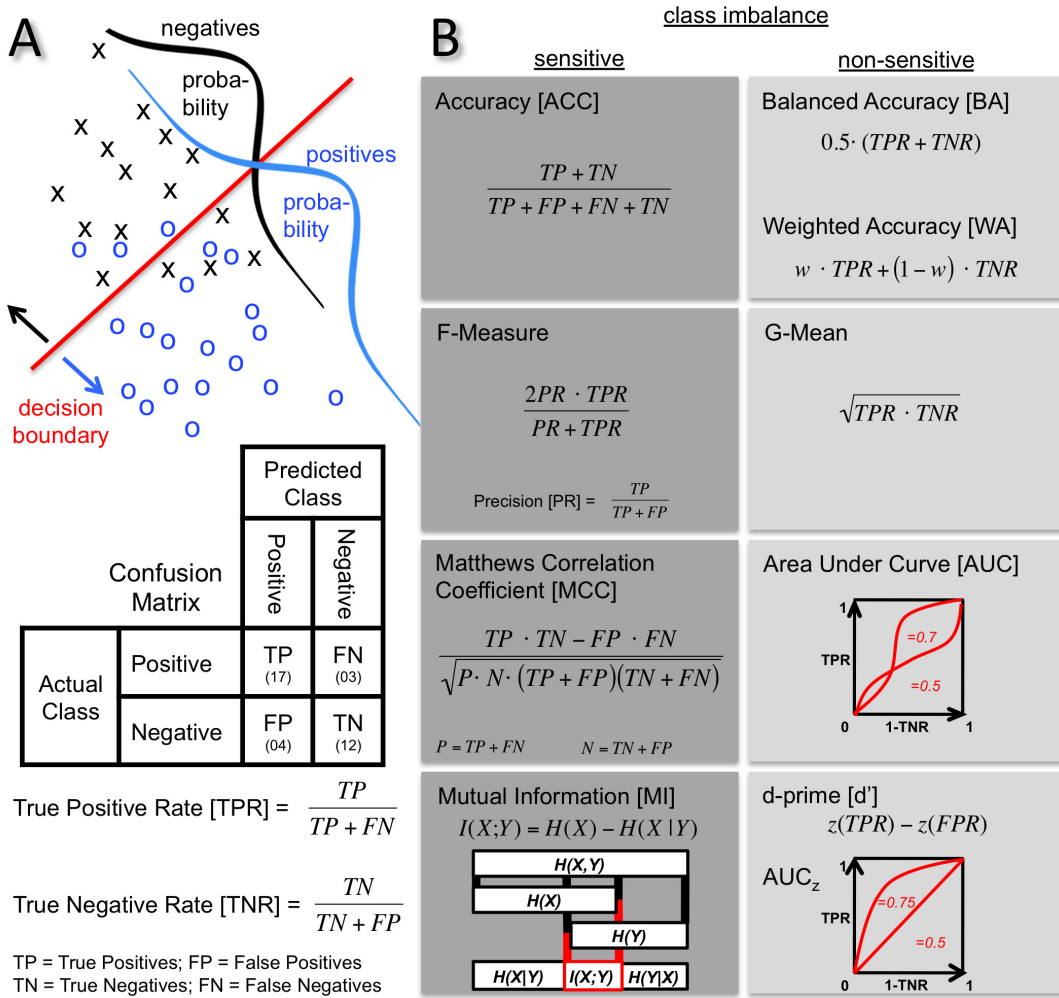 A
negatives
proba-
bility
positives
proba-
bility
x x x x x x x x x x x x x x x
o o o o o o o o o o o o o o o o o o o o
decision
boundary
Predicted
Class
Positive
Negative
Confusion
Matrix
Actual
Class
Positive
TP
(17)
FN
(03)
Negative
FP
(04)
TN
(12)
True Positive Rate [TPR] = TP / TP + FN
True Negative Rate [TNR] = TN / TN + FP
TP = True Positives; FP = False Positives
TN = True Negatives; FN = False Negatives
B
class imbalance
sensitive
non-sensitive
Accuracy [ACC]
TP + TN
TP + FP + FN + TN
Balanced Accuracy [BA]
0.5· (TPR + TNR)
Weighted Accuracy [WA]
w · TPR + (1 − w) · TNR
F-Measure
2PR · TPR
PR + TPR
Precision [PR] = TP / TP + FP
G-Mean
√TPR · TNR
Matthews Correlation
Coefficient [MCC]
TP · TN − FP · FN
√P · N · (TP + FP)(TN + FN)
P = TP + FN N = TN + FP
Area Under Curve [AUC]
1
=0.7
TPR
=0.5
0
1-TNR
1
Mutual Information [MI]
I(X;Y) = H(X) − H(X | Y)
H(X,Y)
H(X)
H(Y)
H(X|Y) I(X;Y) H(Y|X)
d-prime [d']
z(TPR) − z(FPR)
AUCz
1
=0.75
TPR
=0.5
0
1-TNR
1